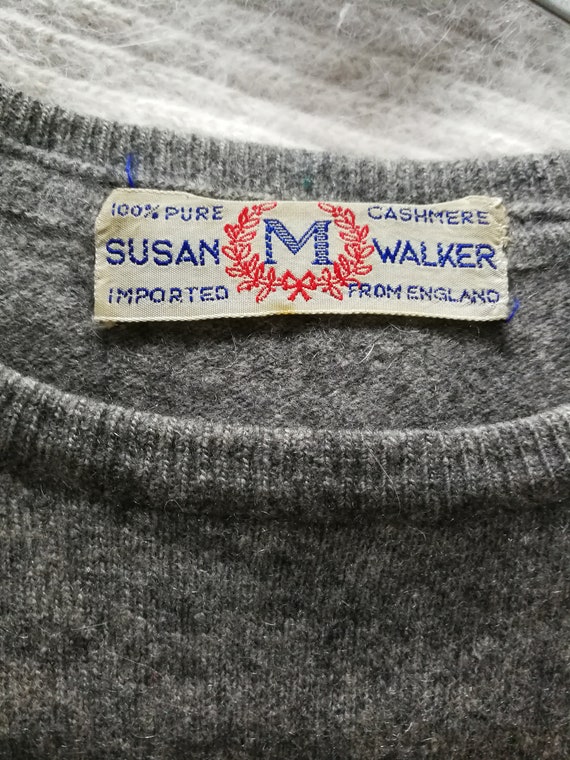 100% PURE CASHMERE
SUSAN M WALKER
IMPORTED FROM ENGLAND